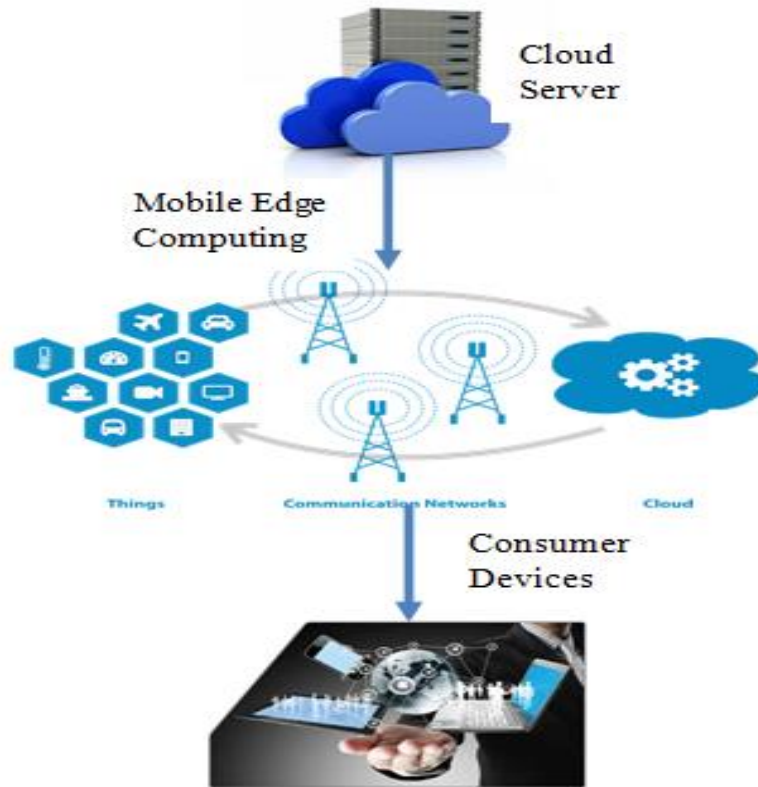 Cloud
Server
Mobile Edge
Computing
Things
Communication Networks
Cloud
Consumer
Devices